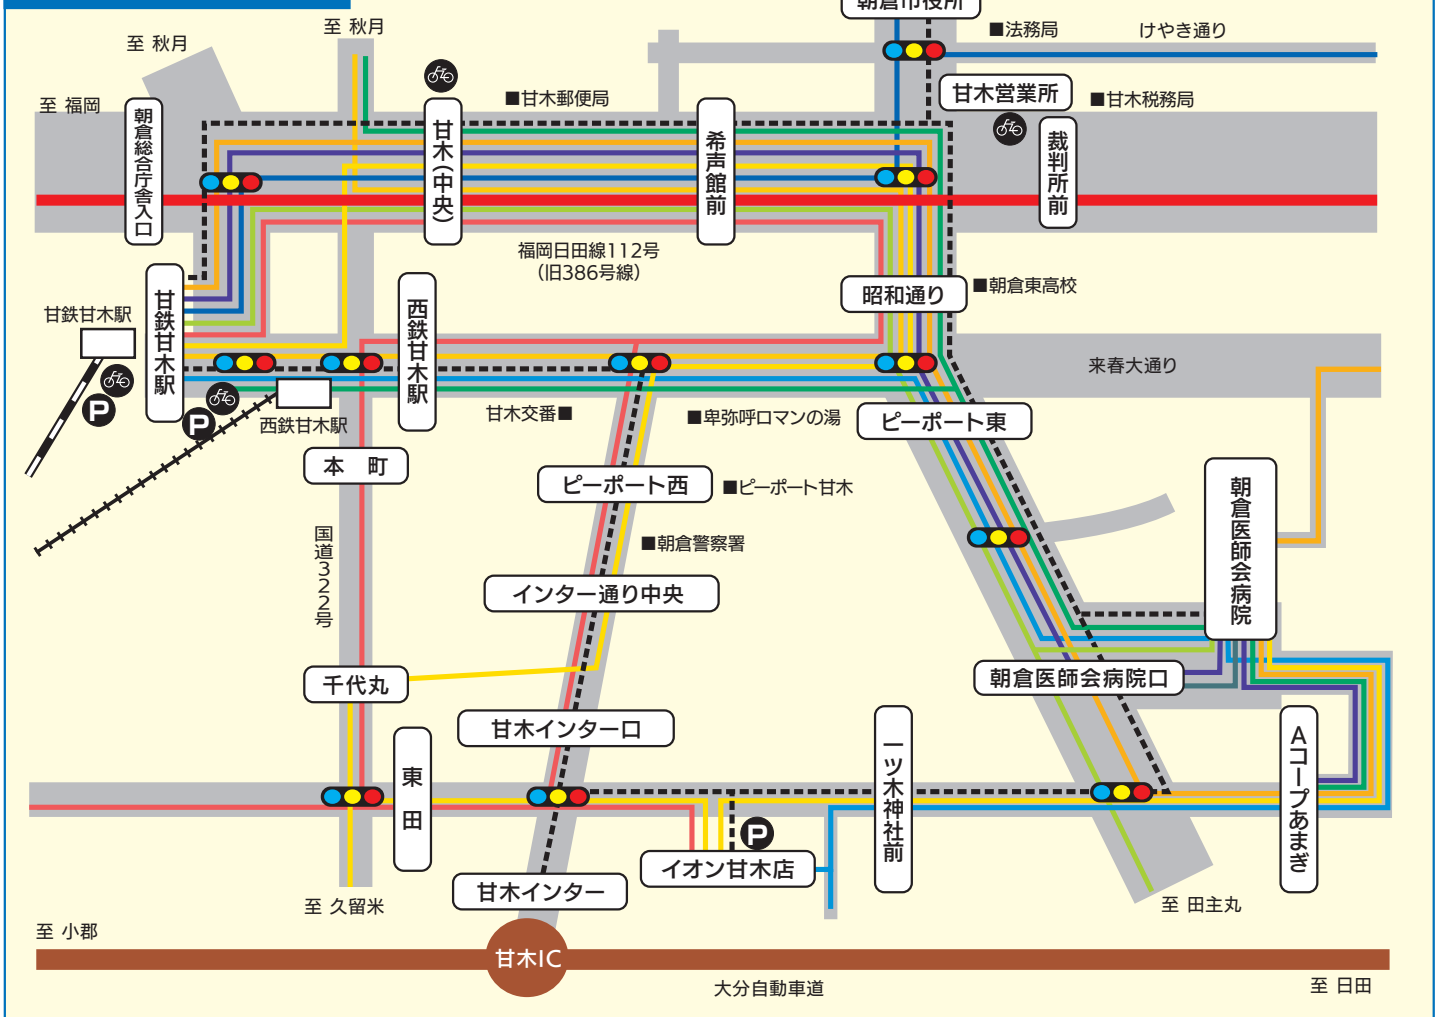 朝倉市役所
至 秋月
至 秋月
■法務局
けやき通り
至 福岡
朝倉総合庁舎入口
甘木(中央)
■甘木郵便局
希声館前
甘木営業所
■甘木税務局
裁判所前
福岡日田線112号
(旧386号線)
甘鉄甘木駅
甘鉄甘木駅
西鉄甘木駅
昭和通り
■朝倉東高校
来春大通り
西鉄甘木駅
甘木交番■
■卑弥呼ロマンの湯
ピーポート東
P
P
本 町
ピーポート西
■ピーポート甘木
朝倉医師会病院
国道322号
■朝倉警察署
インター通り中央
千代丸
朝倉医師会病院口
甘木インター口
東田
一ツ木神社前
Aコープあまぎ
P
イオン甘木店
甘木インター
至 久留米
至 田主丸
至 小郡
甘木IC
大分自動車道
至 日田